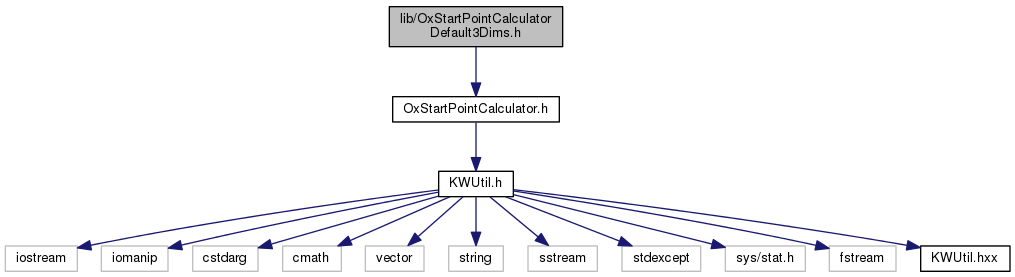 lib/OxStartPointCalculator
Default3Dims.h
OxStartPointCalculator.h
KWUtil.h
iostream
iomanip
cstdarg
cmath
vector
string
sstream
stdexcept
sys/stat.h
fstream
KWUtil.hxx